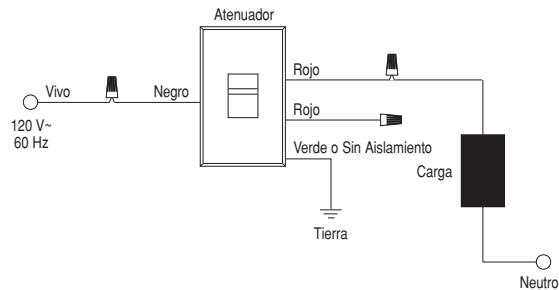 Atenuador
Vivo
Negro
Rojo
120 V~
60 Hz
Rojo
Verde o Sin Aislamiento
Carga
Tierra
Neutro